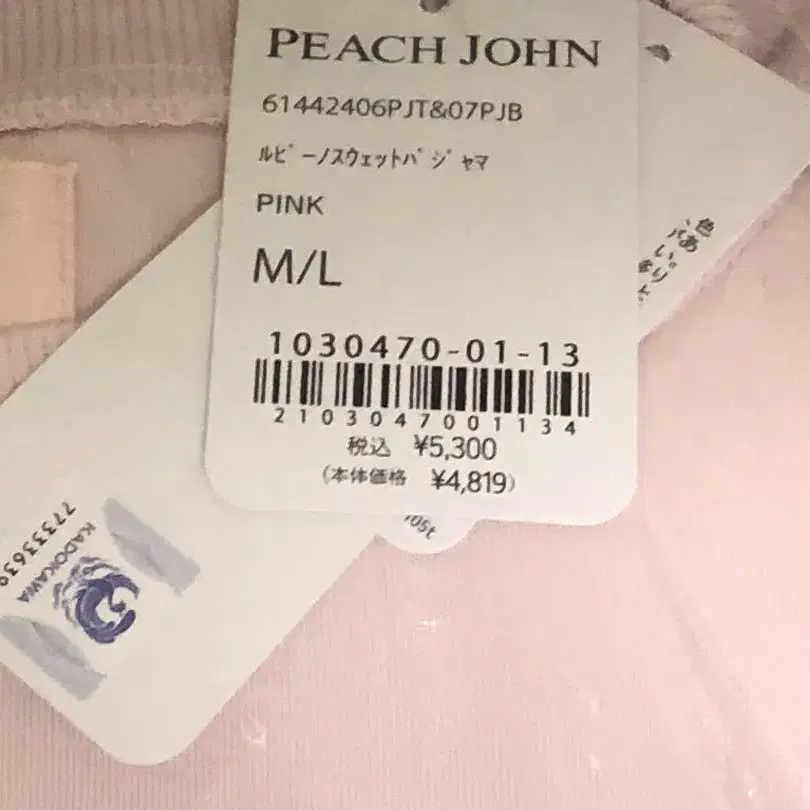 PEACH JOHN
61442406PJT&07PJB
ﾙﾋﾞｰﾉｽｳｪｯﾄﾊﾟｼﾞｬﾏ
PINK
M/L
1030470-01-13
2103047001134
税込 ¥5,300
(本体価格 ¥4,819)
KADOKAWA